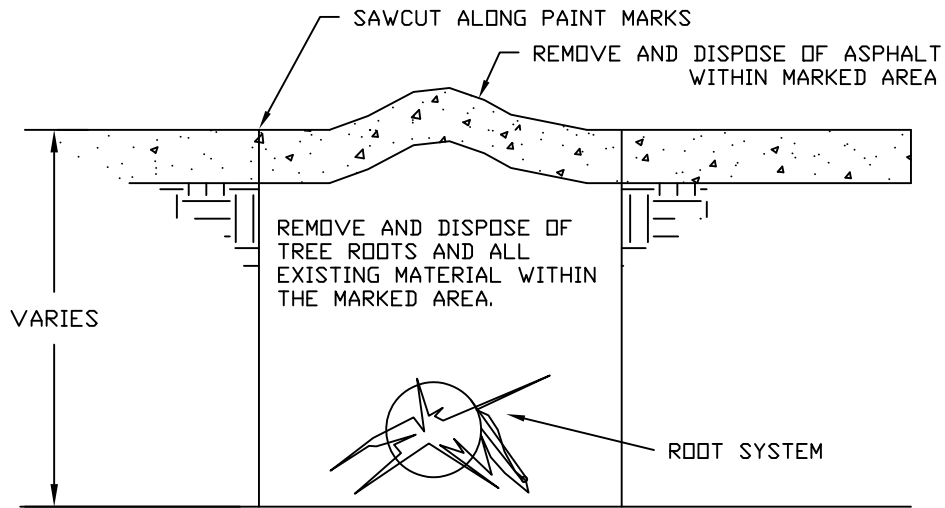 SAWCUT ALONG PAINT MARKS
REMOVE AND DISPOSE OF ASPHALT
WITHIN MARKED AREA
REMOVE AND DISPOSE OF
TREE ROOTS AND ALL
EXISTING MATERIAL WITHIN
THE MARKED AREA.
VARIES
ROOT SYSTEM